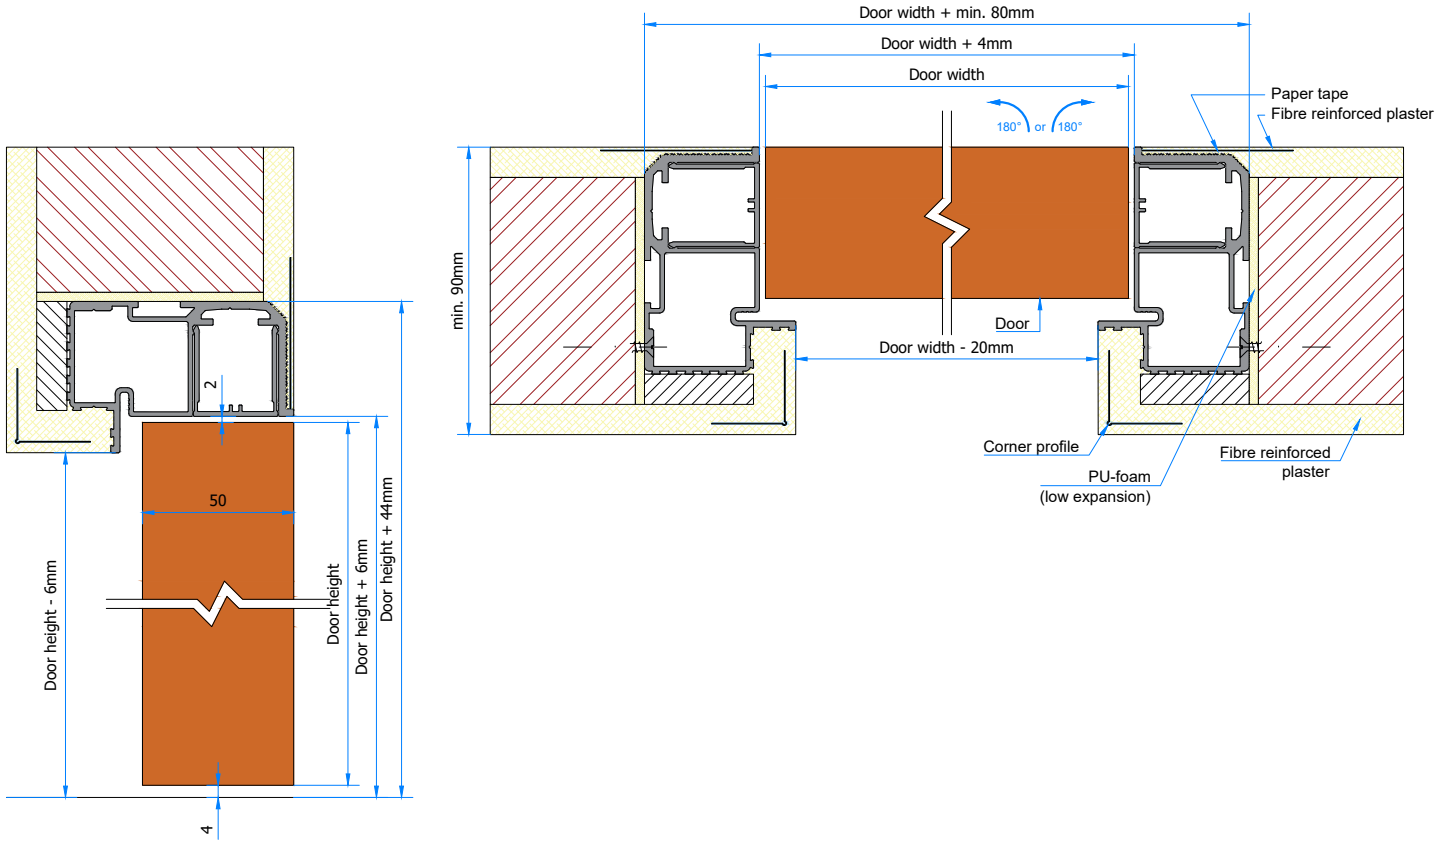 Door width + min. 80mm
Door width + 4mm
Door width
180° or 180°
Paper tape
Fibre reinforced plaster
min. 90mm
Door
Door width - 20mm
Corner profile
PU-foam
(low expansion)
Fibre reinforced
plaster
2
50
Door height - 6mm
Door height
Door height + 6mm
Door height + 44mm
4